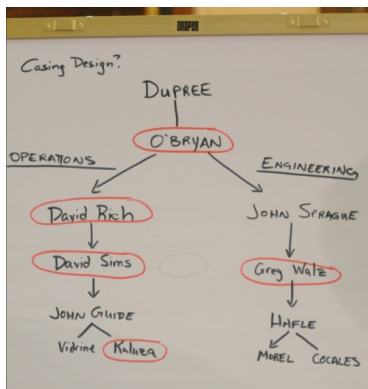 DRAPER
Casing Design?
DUPREE
O'BRYAN
OPERATIONS
ENGINEERING
David Rich
JOHN SPRAGUE
David Sims
Greg Walz
JOHN GUIDE
HAFLE
Vidrine Kaluza
MOREL COCALES